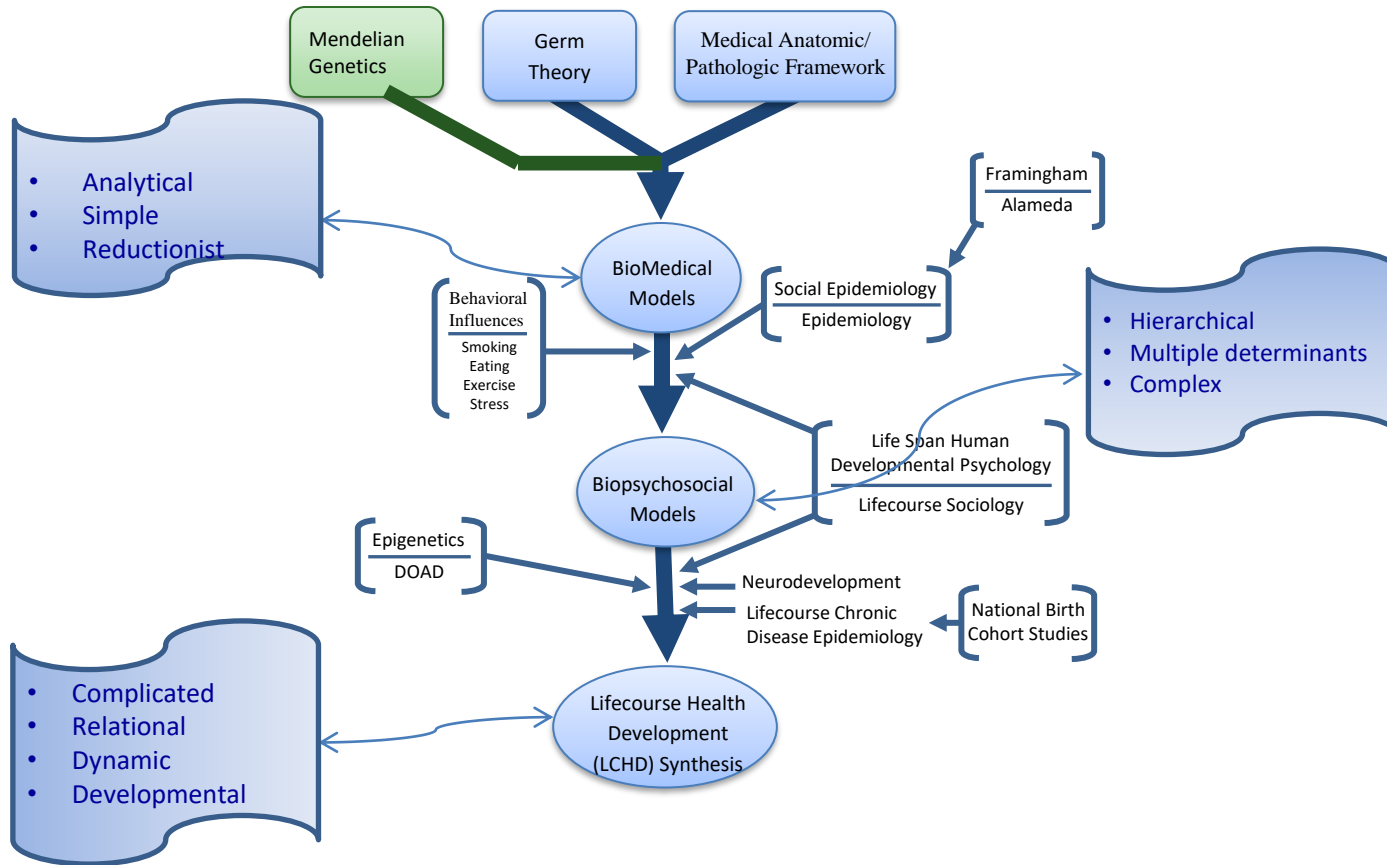 Mendelian
Genetics
Germ
Theory
Medical Anatomic/
Pathologic Framework
• Analytical
• Simple
• Reductionist
Framingham
Alameda
BioMedical
Models
Behavioral
Influences
Smoking
Eating
Exercise
Stress
Social Epidemiology
Epidemiology
• Hierarchical
• Multiple determinants
• Complex
Life Span Human
Developmental Psychology
Lifecourse Sociology
Biopsychosocial
Models
Epigenetics
DOAD
Neurodevelopment
Lifecourse Chronic
Disease Epidemiology
National Birth
Cohort Studies
• Complicated
• Relational
• Dynamic
• Developmental
Lifecourse Health
Development
(LCHD) Synthesis